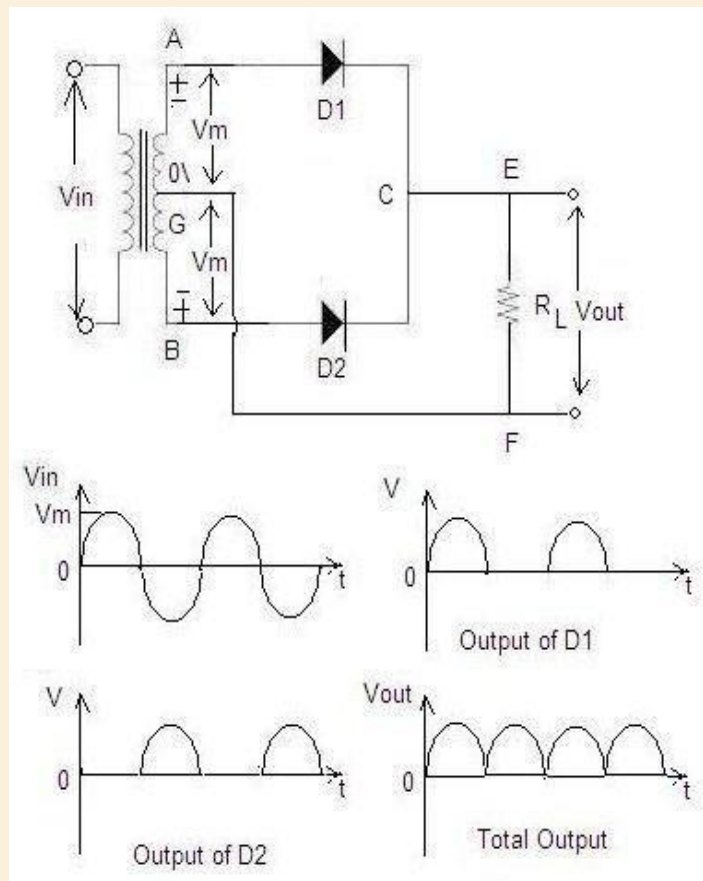 A
D1
Vm
Vin
0\
G
Vm
B
D2
C
E
R L
Vout
F
Vin
Vm
0
t
V
0
t
Output of D1
V
0
t
Output of D2
Vout
0
t
Total Output